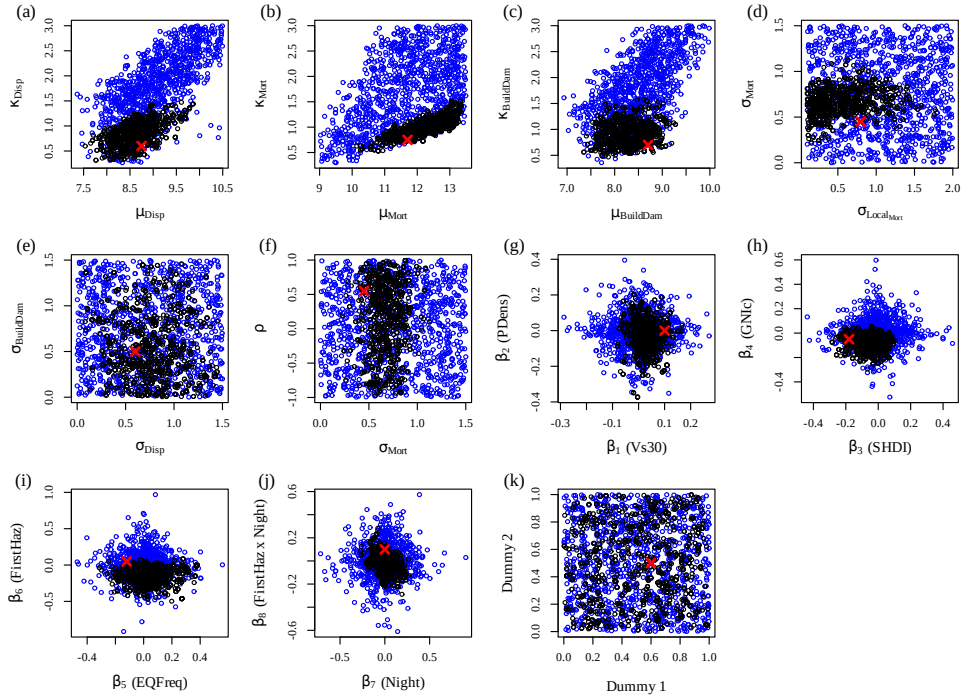 (a)
κDisp
0.5 1.0 1.5 2.0 2.5 3.0
7.5 8.5 9.5 10.5
μDisp
(b)
κMort
0.5 1.0 1.5 2.0 2.5 3.0
9 10 11 12 13
μMort
(c)
κBuildDam
0.5 1.0 1.5 2.0 2.5 3.0
7.0 8.0 9.0 10.0
μBuildDam
(d)
σMort
0.0 0.5 1.0 1.5
0.5 1.0 1.5 2.0
σLocalMort
(e)
σBuildDam
0.0 0.5 1.0 1.5
0.0 0.5 1.0 1.5
σDisp
(f)
ρ
-1.0 0.0 0.5 1.0
0.0 0.5 1.0 1.5
σMort
(g)
β2 (PDens)
-0.4 -0.2 0.0 0.2 0.4
-0.3 -0.1 0.1 0.2
β1 (Vs30)
(h)
β4 (GNIc)
-0.4 0.0 0.2 0.4 0.6
-0.4 -0.2 0.0 0.2 0.4
β3 (SHDI)
(i)
β6 (FirstHaz)
-0.5 0.0 0.5 1.0
-0.4 0.0 0.2 0.4
β5 (EQFreq)
(j)
β8 (FirstHaz x Night)
-0.6 -0.2 0.2 0.6
-0.5 0.0 0.5
β7 (Night)
(k)
Dummy 2
0.0 0.2 0.4 0.6 0.8 1.0
0.0 0.2 0.4 0.6 0.8 1.0
Dummy 1